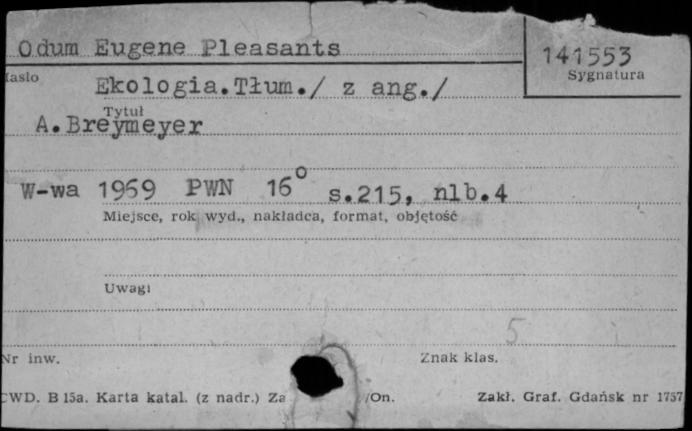 Odum Eugene Pleasants
141553
Sygnatura
Hasło
Ekologia.Tłum./ z ang./
Tytuł
A.Breymeyer
W-wa 1969 PWN 16° s.215, nlb.4
Miejsce, rok wyd., nakładca, format, objętość
Uwagi
5
Nr inw.
Znak klas.
CWD. B 15a. Karta katal. (z nadr.) Za /On.
Zakł. Graf. Gdańsk nr 1757